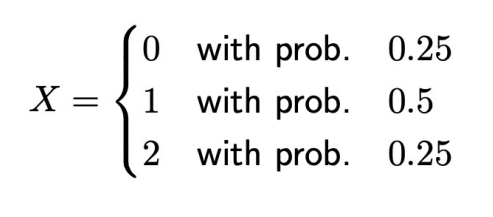 0 with prob. 0.25
X = { 1 with prob. 0.5
2 with prob. 0.25